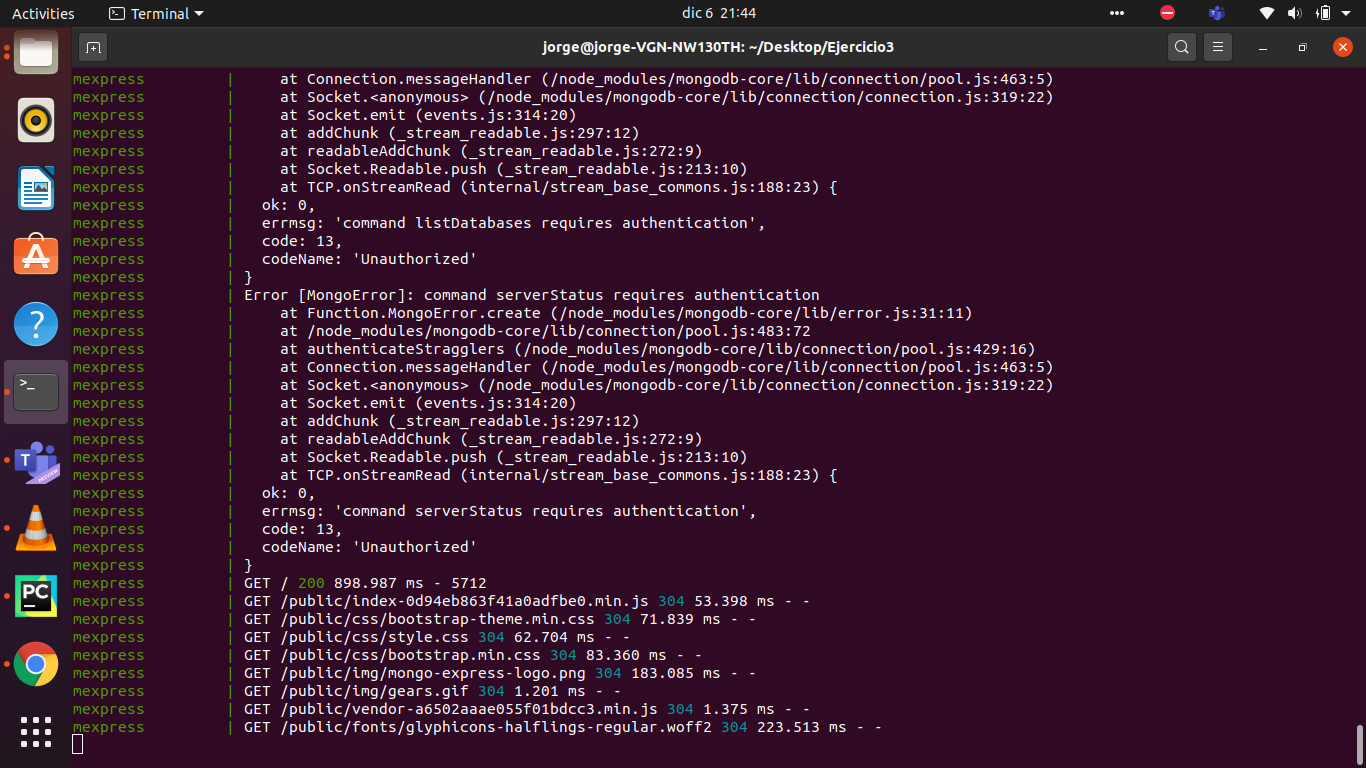 Activities
Terminal
dic 6 21:44
jorge@jorge-VGN-NW130TH: ~/Desktop/Ejercicio3
mexpress | at Connection.messageHandler (/node_modules/mongodb-core/lib/connection/pool.js:463:5)
mexpress | at Socket.<anonymous> (/node_modules/mongodb-core/lib/connection/connection.js:319:22)
mexpress | at Socket.emit (events.js:314:20)
mexpress | at addChunk (_stream_readable.js:297:12)
mexpress | at readableAddChunk (_stream_readable.js:272:9)
mexpress | at Socket.Readable.push (_stream_readable.js:213:10)
mexpress | at TCP.onStreamRead (internal/stream_base_commons.js:188:23) {
mexpress | ok: 0,
mexpress | errmsg: 'command listDatabases requires authentication',
mexpress | code: 13,
mexpress | codeName: 'Unauthorized'
mexpress | }
mexpress | Error [MongoError]: command serverStatus requires authentication
mexpress | at Function.MongoError.create (/node_modules/mongodb-core/lib/error.js:31:11)
mexpress | at /node_modules/mongodb-core/lib/connection/pool.js:483:72
mexpress | at authenticateStragglers (/node_modules/mongodb-core/lib/connection/pool.js:429:16)
mexpress | at Connection.messageHandler (/node_modules/mongodb-core/lib/connection/pool.js:463:5)
mexpress | at Socket.<anonymous> (/node_modules/mongodb-core/lib/connection/connection.js:319:22)
mexpress | at Socket.emit (events.js:314:20)
mexpress | at addChunk (_stream_readable.js:297:12)
mexpress | at readableAddChunk (_stream_readable.js:272:9)
mexpress | at Socket.Readable.push (_stream_readable.js:213:10)
mexpress | at TCP.onStreamRead (internal/stream_base_commons.js:188:23) {
mexpress | ok: 0,
mexpress | errmsg: 'command serverStatus requires authentication',
mexpress | code: 13,
mexpress | codeName: 'Unauthorized'
mexpress | }
mexpress | GET / 200 898.987 ms - 5712
mexpress | GET /public/index-0d94eb863f41a0adfbe0.min.js 304 53.398 ms - -
mexpress | GET /public/css/bootstrap-theme.min.css 304 71.839 ms - -
mexpress | GET /public/css/style.css 304 62.704 ms - -
mexpress | GET /public/css/bootstrap.min.css 304 83.360 ms - -
mexpress | GET /public/img/mongo-express-logo.png 304 183.085 ms - -
mexpress | GET /public/img/gears.gif 304 1.201 ms - -
mexpress | GET /public/vendor-a6502aaae055f01bdcc3.min.js 304 1.375 ms - -
mexpress | GET /public/fonts/glyphicons-halflings-regular.woff2 304 223.513 ms - -
>_
T
PREVIEW
PC